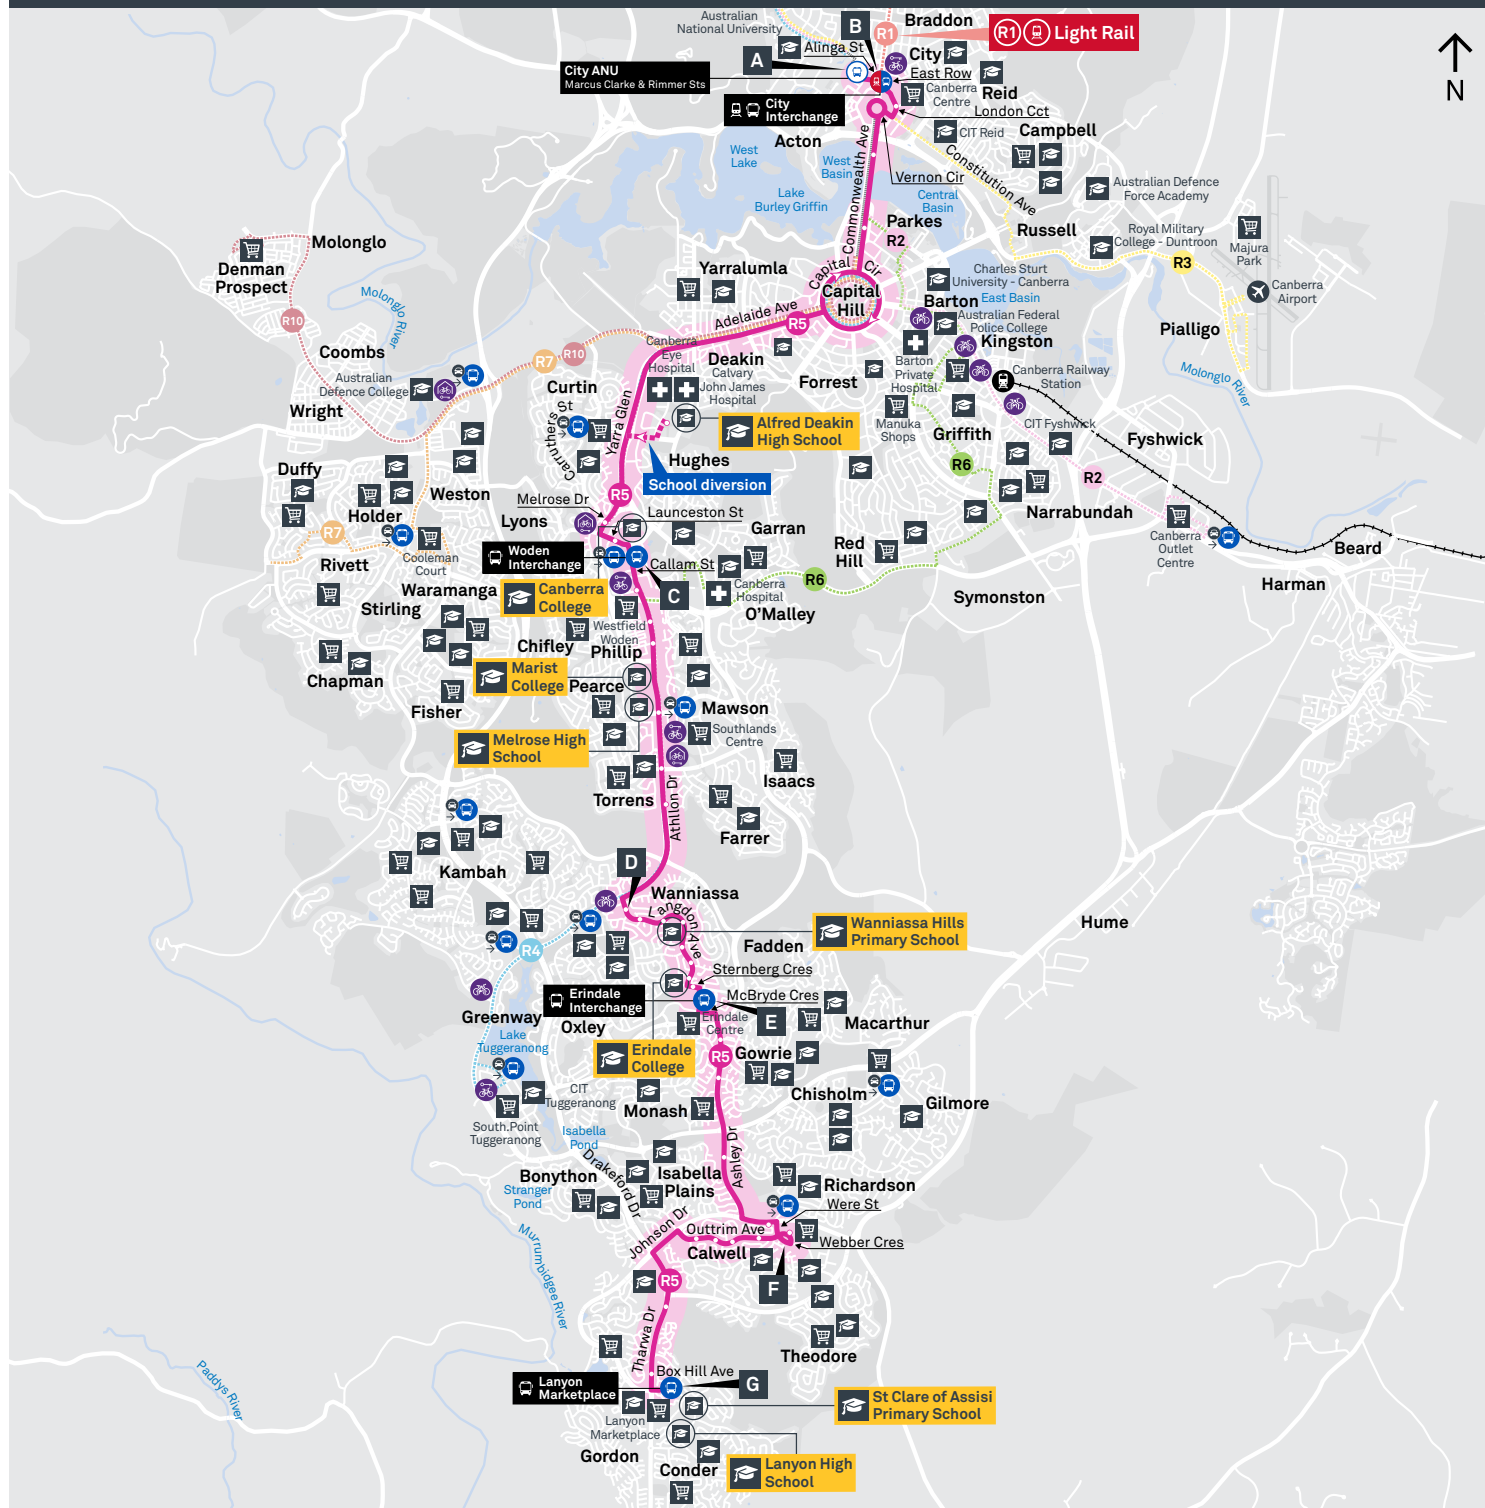 Australian
National University
B
R1
Braddon
R1 Light Rail
Alinga St
A
City
N
City ANU
Marcus Clarke & Rimmer Sts
East Row
Canberra
Centre
Reid
City
Interchange
London Cct
Acton
CIT Reid
Campbell
West
Lake
West
Basin
Commonwealth Ave
Vernon Cir
Constitution Ave
Australian Defence
Force Academy
Lake
Burley Griffin
Central
Basin
Parkes
R2
Russell
Royal Military
College - Duntroon
R3
Majura
Park
Molonglo
Denman
Prospect
Yarralumla
Capital Cir
Capital
Hill
Charles Sturt
University - Canberra
Barton
East Basin
Australian Federal
Police College
Canberra
Airport
Molonglo
River
R10
Adelaide Ave
R5
Pialligo
Kingston
Coombs
R7
R10
Canberra
Eye
Hospital
Deakin
Calvary
John James
Hospital
Forrest
Barton
Private
Hospital
Canberra Railway
Station
Molonglo River
Australian
Defence College
Curtin
Wright
Carruthers St
Yarra Glen
Alfred Deakin
High School
Manuka
Shops
Griffith
CIT Fyshwick
Fyshwick
Hughes
School diversion
R6
R2
Duffy
Weston
R5
Melrose Dr
Launceston St
Holder
Lyons
Garran
Narrabundah
R7
Cooleman
Court
Woden
Interchange
Red
Hill
Canberra
Outlet
Centre
Beard
Rivett
Callam St
R6
Harman
Waramanga
Canberra
College
C
Canberra
Hospital
O'Malley
Symonston
Stirling
Westfield
Woden
Chifley
Phillip
Chapman
Marist
College
Pearce
Fisher
Mawson
Melrose High
School
Southlands
Centre
Isaacs
Torrens
Athllon Dr
Farrer
Kambah
D
Wanniassa
Langdon Ave
Wanniassa Hills
Primary School
Hume
R4
Fadden
Sternberg Cres
Erindale
Interchange
McBryde Cres
Greenway
Oxley
Erindale
Centre
E
Macarthur
Lake
Tuggeranong
Erindale
College
R5
Gowrie
CIT
Tuggeranong
Monash
Chisholm
Gilmore
South.Point
Tuggeranong
Isabella
Pond
Ashley Dr
Bonython
Drakeford Dr
Isabella
Plains
Richardson
Stranger
Pond
Were St
Johnson Dr
Outtrim Ave
Webber Cres
Murrumbidgee River
Calwell
R5
F
Tharwa Dr
Theodore
Paddys River
Box Hill Ave
Lanyon
Marketplace
G
St Clare of Assisi
Primary School
Lanyon
Marketplace
Gordon
Conder
Lanyon High
School